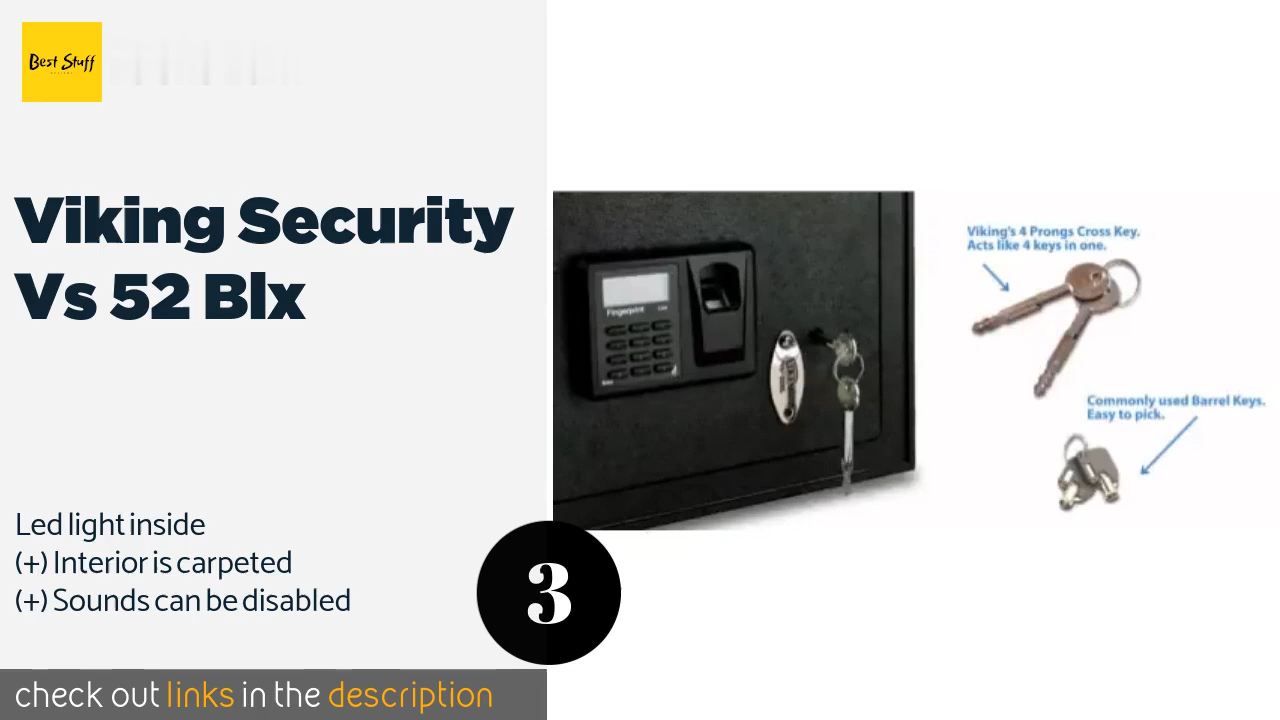 Best Stuff
Viking Security
Vs 52 Blx
Led light inside
(+) Interior is carpeted
(+) Sounds can be disabled
check out links in the description
3
Fingerprint
Viking's 4 Prongs Cross Key.
Acts like 4 keys in one.
Commonly used Barrel Keys.
Easy to pick.